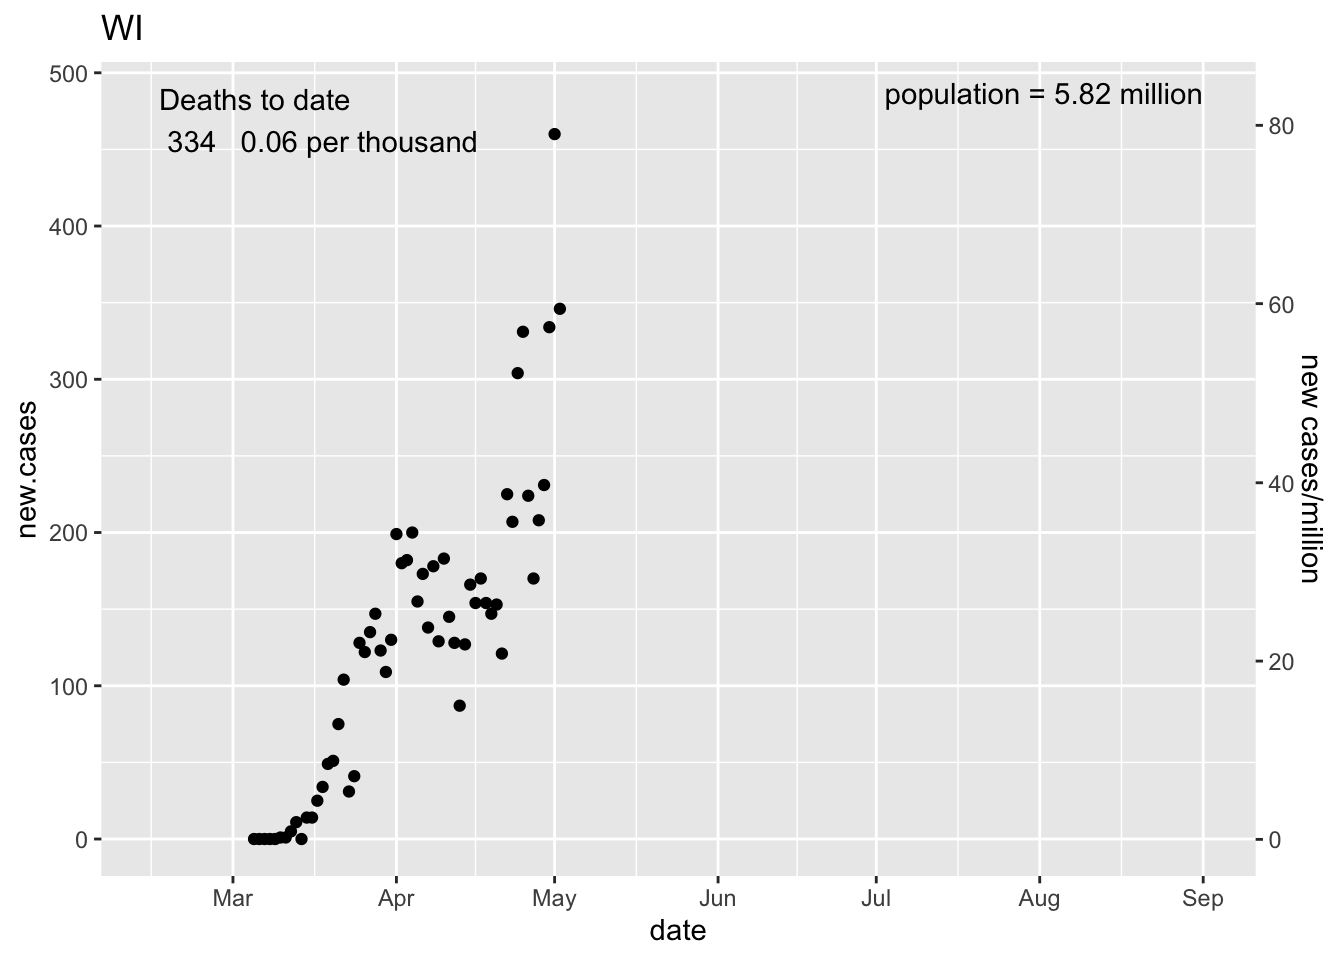 WI
Deaths to date
334 0.06 per thousand
population = 5.82 million
500
400
300
200
100
0
new.cases
80
60
40
20
0
new cases/million
Mar Apr May Jun Jul Aug Sep
date